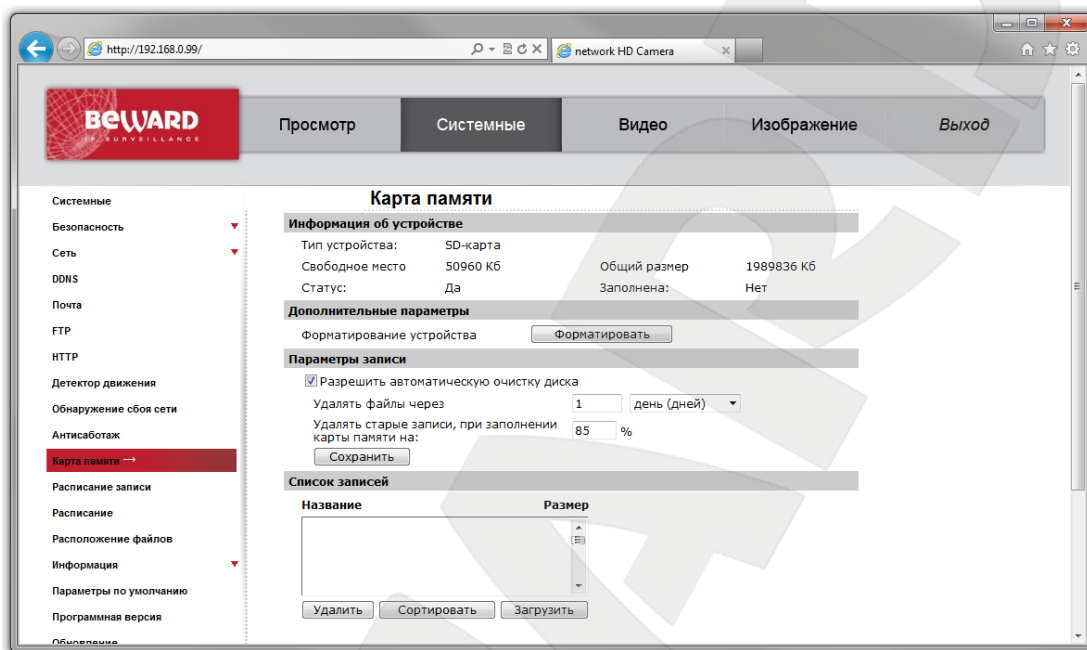 http://192.168.0.99/
network HD Camera
BEWARD
IP SURVEILLANCE
Просмотр
Системные
Видео
Изображение
Выход
Системные
Безопасность
Сеть
DDNS
Почта
FTP
HTTP
Детектор движения
Обнаружение сбоя сети
Антисаботаж
Карта памяти →
Расписание записи
Расписание
Расположение файлов
Информация
Параметры по умолчанию
Программная версия
Обновление
Карта памяти
Информация об устройстве
Тип устройства: SD-карта
Свободное место 50960 Кб Общий размер 1989836 Кб
Статус: Да Заполнена: Нет
Дополнительные параметры
Форматирование устройства Форматировать
Параметры записи
Разрешить автоматическую очистку диска
Удалять файлы через 1 день (дней)
Удалять старые записи, при заполнении
карты памяти на: 85 %
Сохранить
Список записей
Название Размер
Удалить Сортировать Загрузить